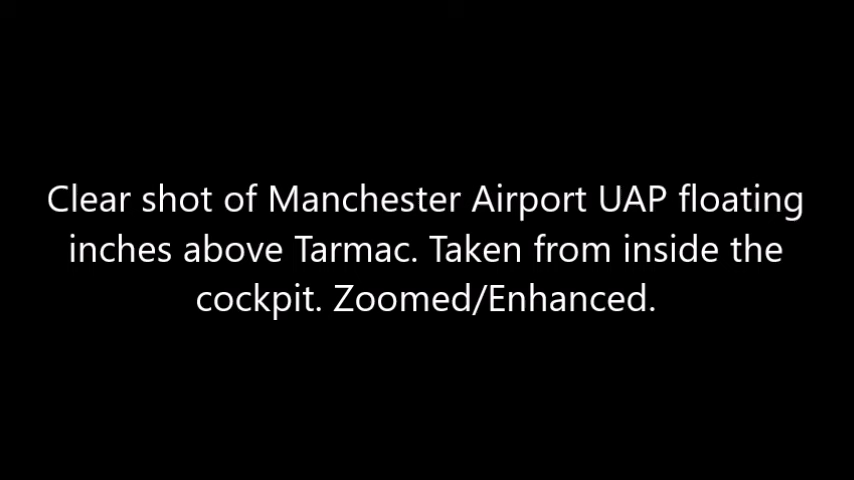 Clear shot of Manchester Airport UAP floating
inches above Tarmac. Taken from inside the
cockpit. Zoomed/Enhanced.